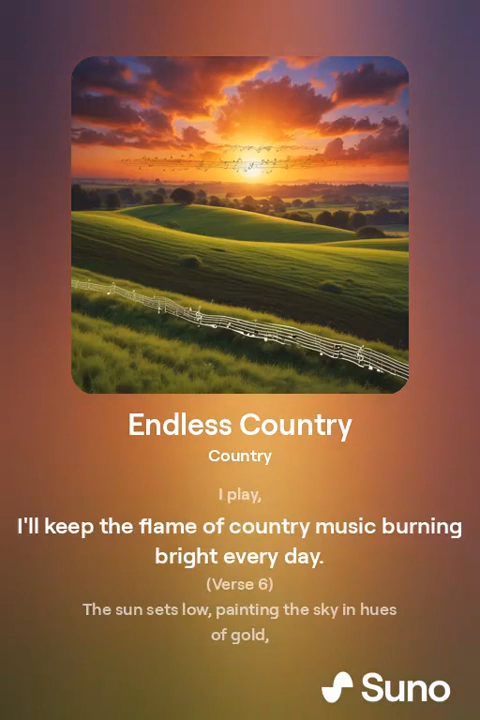 Endless Country
Country
I play,
I'll keep the flame of country music burning
bright every day.
(Verse 6)
The sun sets low, painting the sky in hues
of gold,
Suno